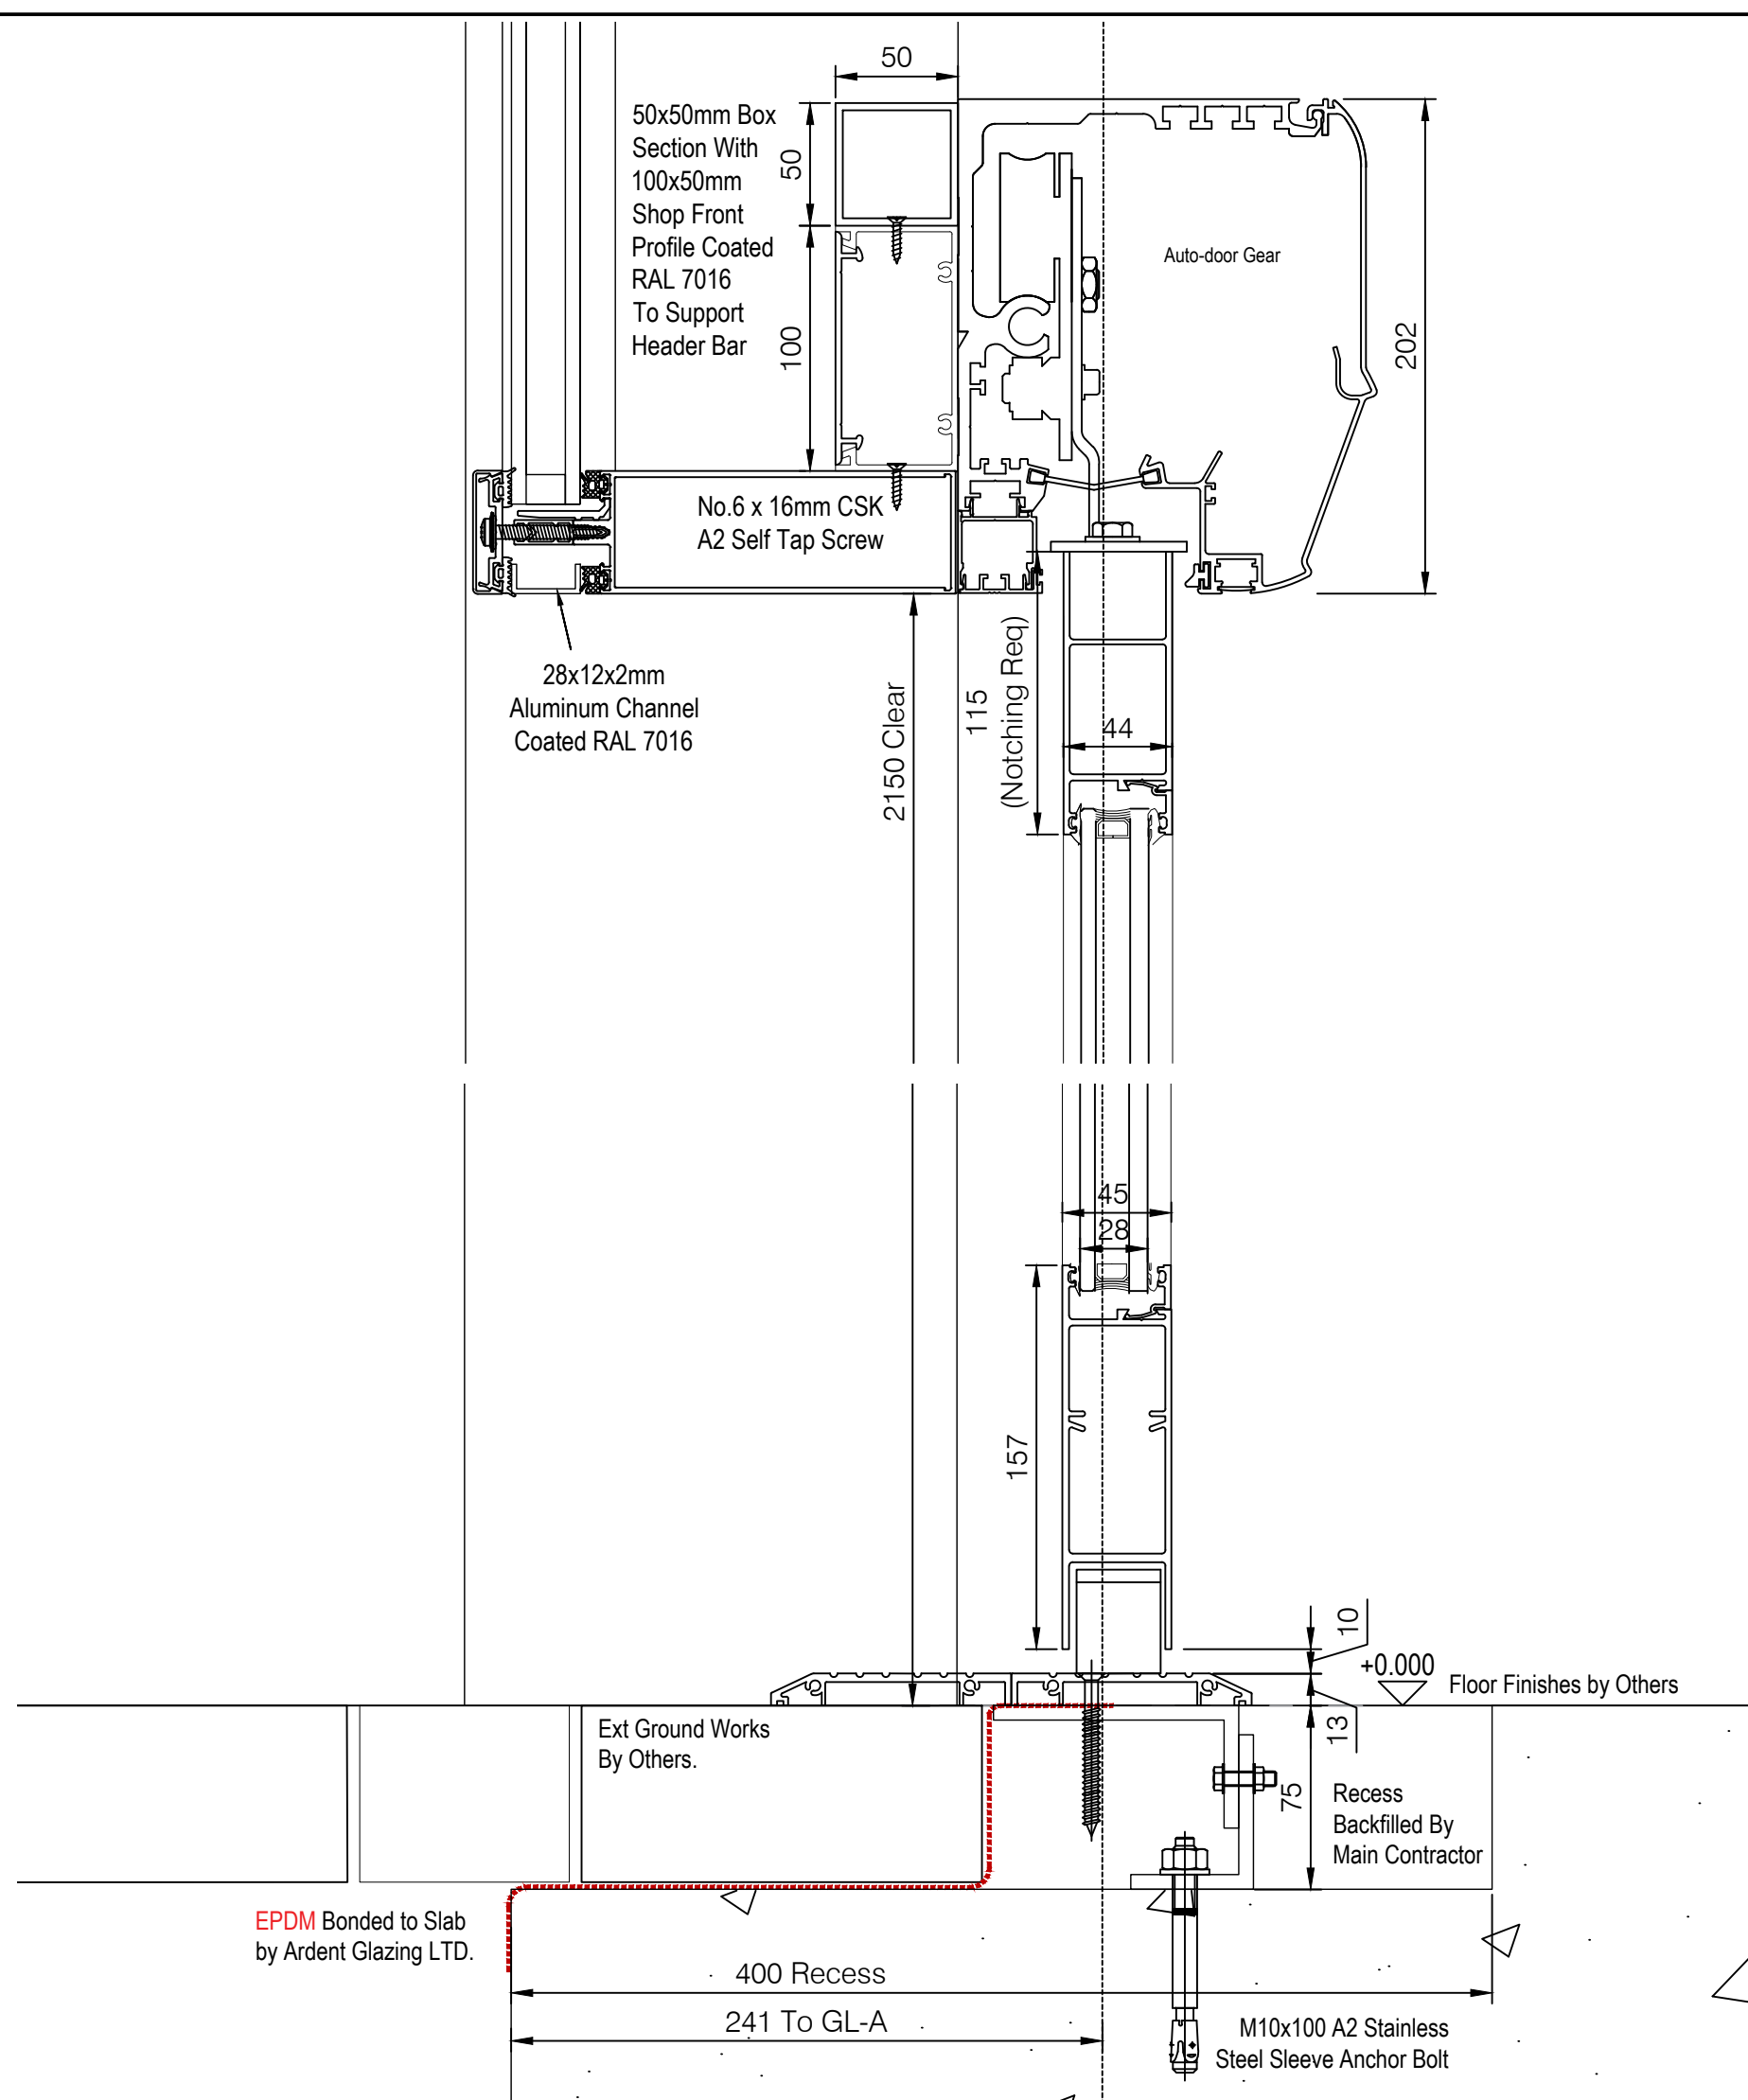 50
50x50mm Box
Section With
100x50mm
Shop Front
Profile Coated
RAL 7016
To Support
Header Bar
50
100
Auto-door Gear
202
No.6 x 16mm CSK
A2 Self Tap Screw
28x12x2mm
Aluminum Channel
Coated RAL 7016
2150 Clear
115
(Notching Req)
44
45
28
157
10
+0.000
Floor Finishes by Others
13
Ext Ground Works
By Others.
75
Recess
Backfilled By
Main Contractor
EPDM Bonded to Slab
by Ardent Glazing LTD.
400 Recess
241 To GL-A
M10x100 A2 Stainless
Steel Sleeve Anchor Bolt